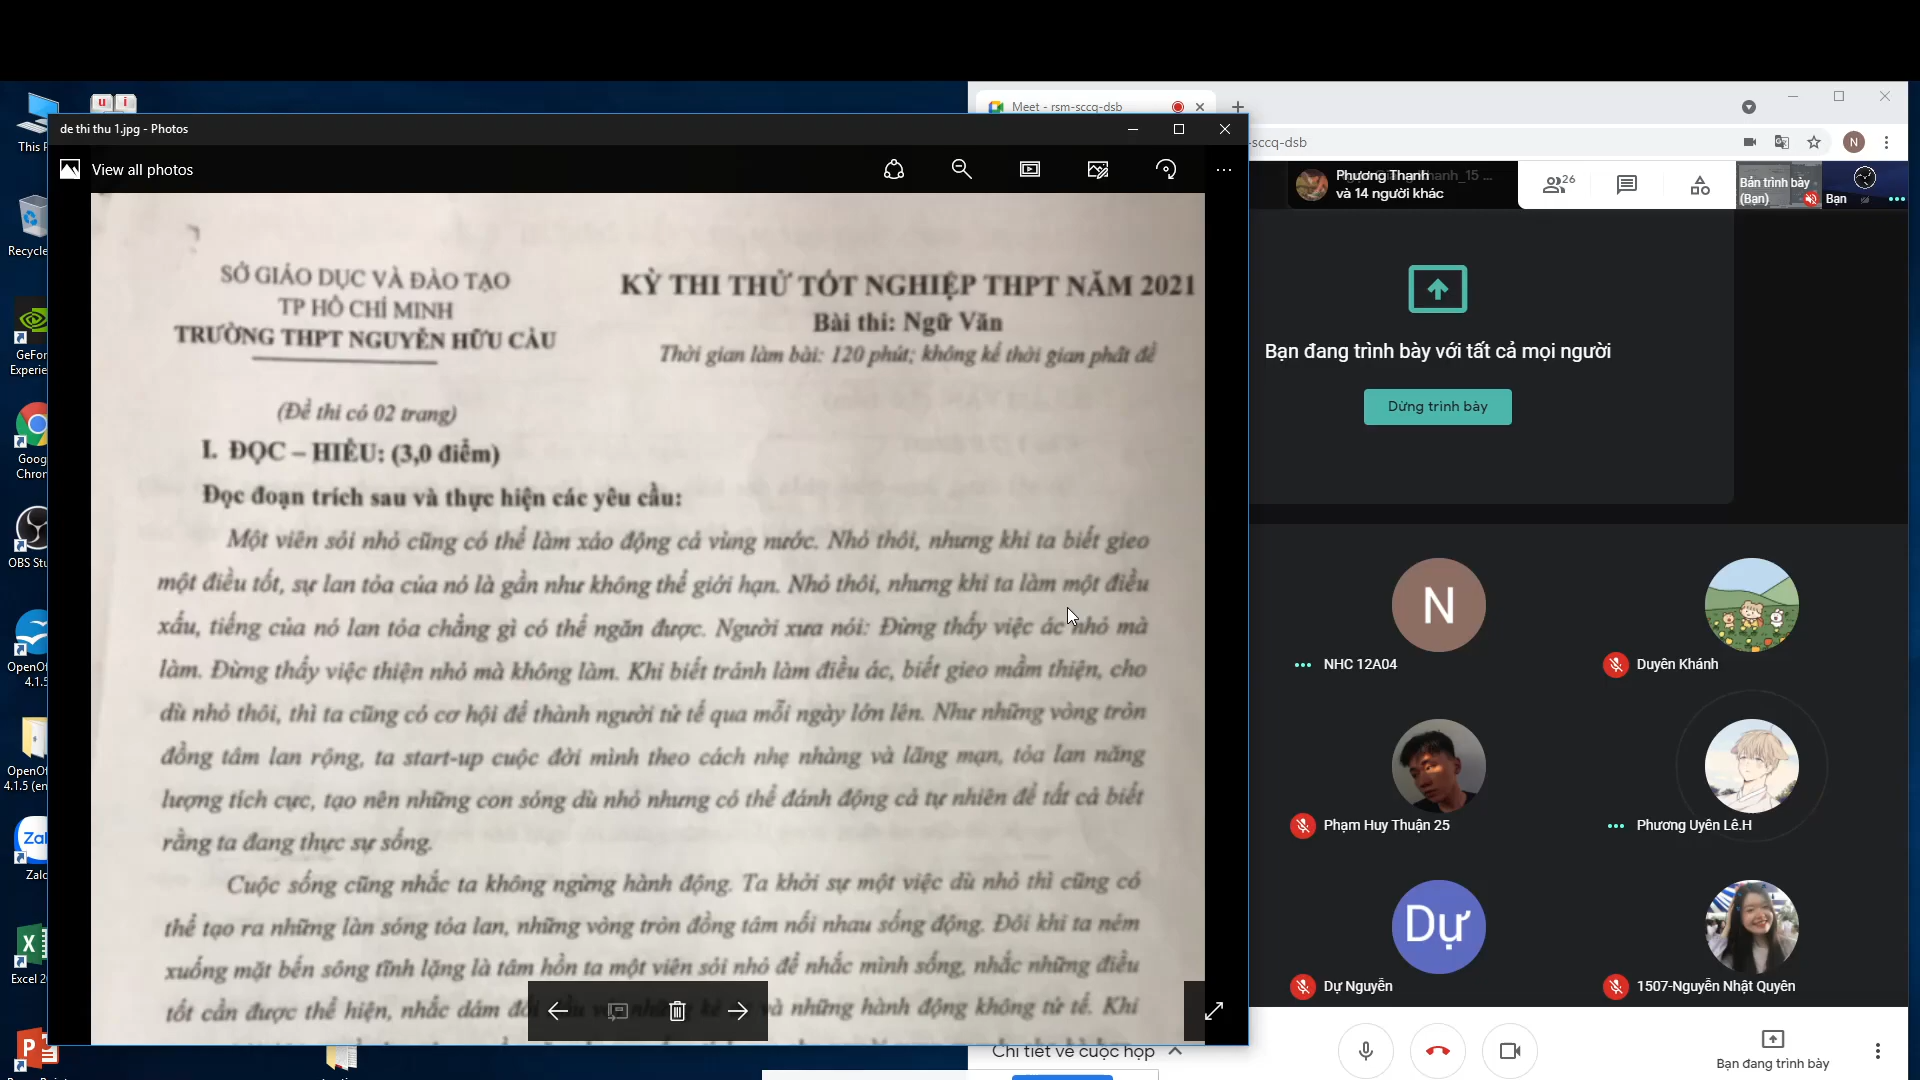 Meet - rsm-sccq-dsb
This P
u i
de thi thu 1.jpg - Photos
-sccq-dsb
N
View all photos
Phương Thanh
và 14 người khác
26
Bản trình bày
(Bạn)
Bạn
Recycle
SỞ GIÁO DỤC VÀ ĐÀO TẠO
TP HỒ CHÍ MINH
TRƯỜNG THPT NGUYỄN HỮU CẦU
KỲ THI THỬ TỐT NGHIỆP THPT NĂM 2021
Bài thi: Ngữ Văn
Thời gian làm bài: 120 phút; không kể thời gian phát đề
(Đề thi có 02 trang)
I. ĐỌC – HIỂU: (3,0 điểm)
Đọc đoạn trích sau và thực hiện các yêu cầu:
Một viên sỏi nhỏ cũng có thể làm xáo động cả vùng nước. Nhỏ thôi, nhưng khi ta biết gieo
một điều tốt, sự lan tỏa của nó là gần như không thể giới hạn. Nhỏ thôi, nhưng khi ta làm một điều
xấu, tiếng của nó lan tỏa chẳng gì có thể ngăn được. Người xưa nói: Đừng thấy việc ác nhỏ mà
làm. Đừng thấy việc thiện nhỏ mà không làm. Khi biết tránh làm điều ác, biết gieo mầm thiện, cho
dù nhỏ thôi, thì ta cũng có cơ hội để thành người tử tế qua mỗi ngày lớn lên. Như những vòng tròn
đồng tâm lan rộng, ta start-up cuộc đời mình theo cách nhẹ nhàng và lãng mạn, tỏa lan năng
lượng tích cực, tạo nên những con sóng dù nhỏ nhưng có thể đánh động cả tự nhiên để tất cả biết
rằng ta đang thực sự sống.
Cuộc sống cũng nhắc ta không ngừng hành động. Ta khởi sự một việc dù nhỏ thì cũng có
thể tạo ra những làn sóng tỏa lan, những vòng tròn đồng tâm nối nhau sống động. Đôi khi ta ném
xuống mặt bến sông tĩnh lặng là tâm hồn ta một viên sỏi nhỏ để nhắc mình sống, nhắc những điều
tốt cần được thể hiện, nhắc dám đối và những hành động không tử tế. Khi
GeFor
Experie
Goog
Chron
OBS Stu
OpenOf
4.1.5
OpenOf
4.1.5 (en
Zal
Zalo
Excel 20
Bạn đang trình bày với tất cả mọi người
Dừng trình bày
N
NHC 12A04
Duyên Khánh
Phạm Huy Thuận 25
Phương Uyên Lê.H
Dự
Dự Nguyễn
1507-Nguyễn Nhật Quyên
Chi tiết về cuộc họp
Bạn đang trình bày